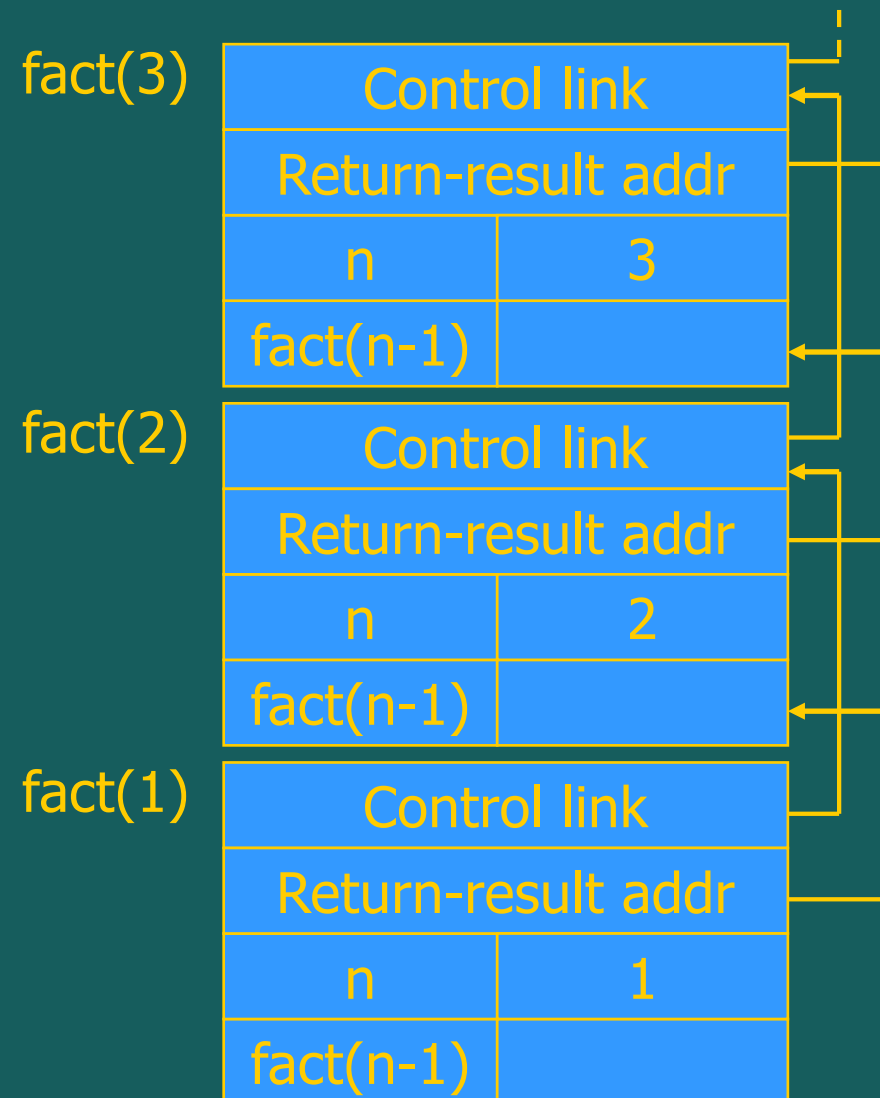 fact(3)
Control link
Return-result addr
n 3
fact(n-1)
fact(2)
Control link
Return-result addr
n 2
fact(n-1)
fact(1)
Control link
Return-result addr
n 1
fact(n-1)